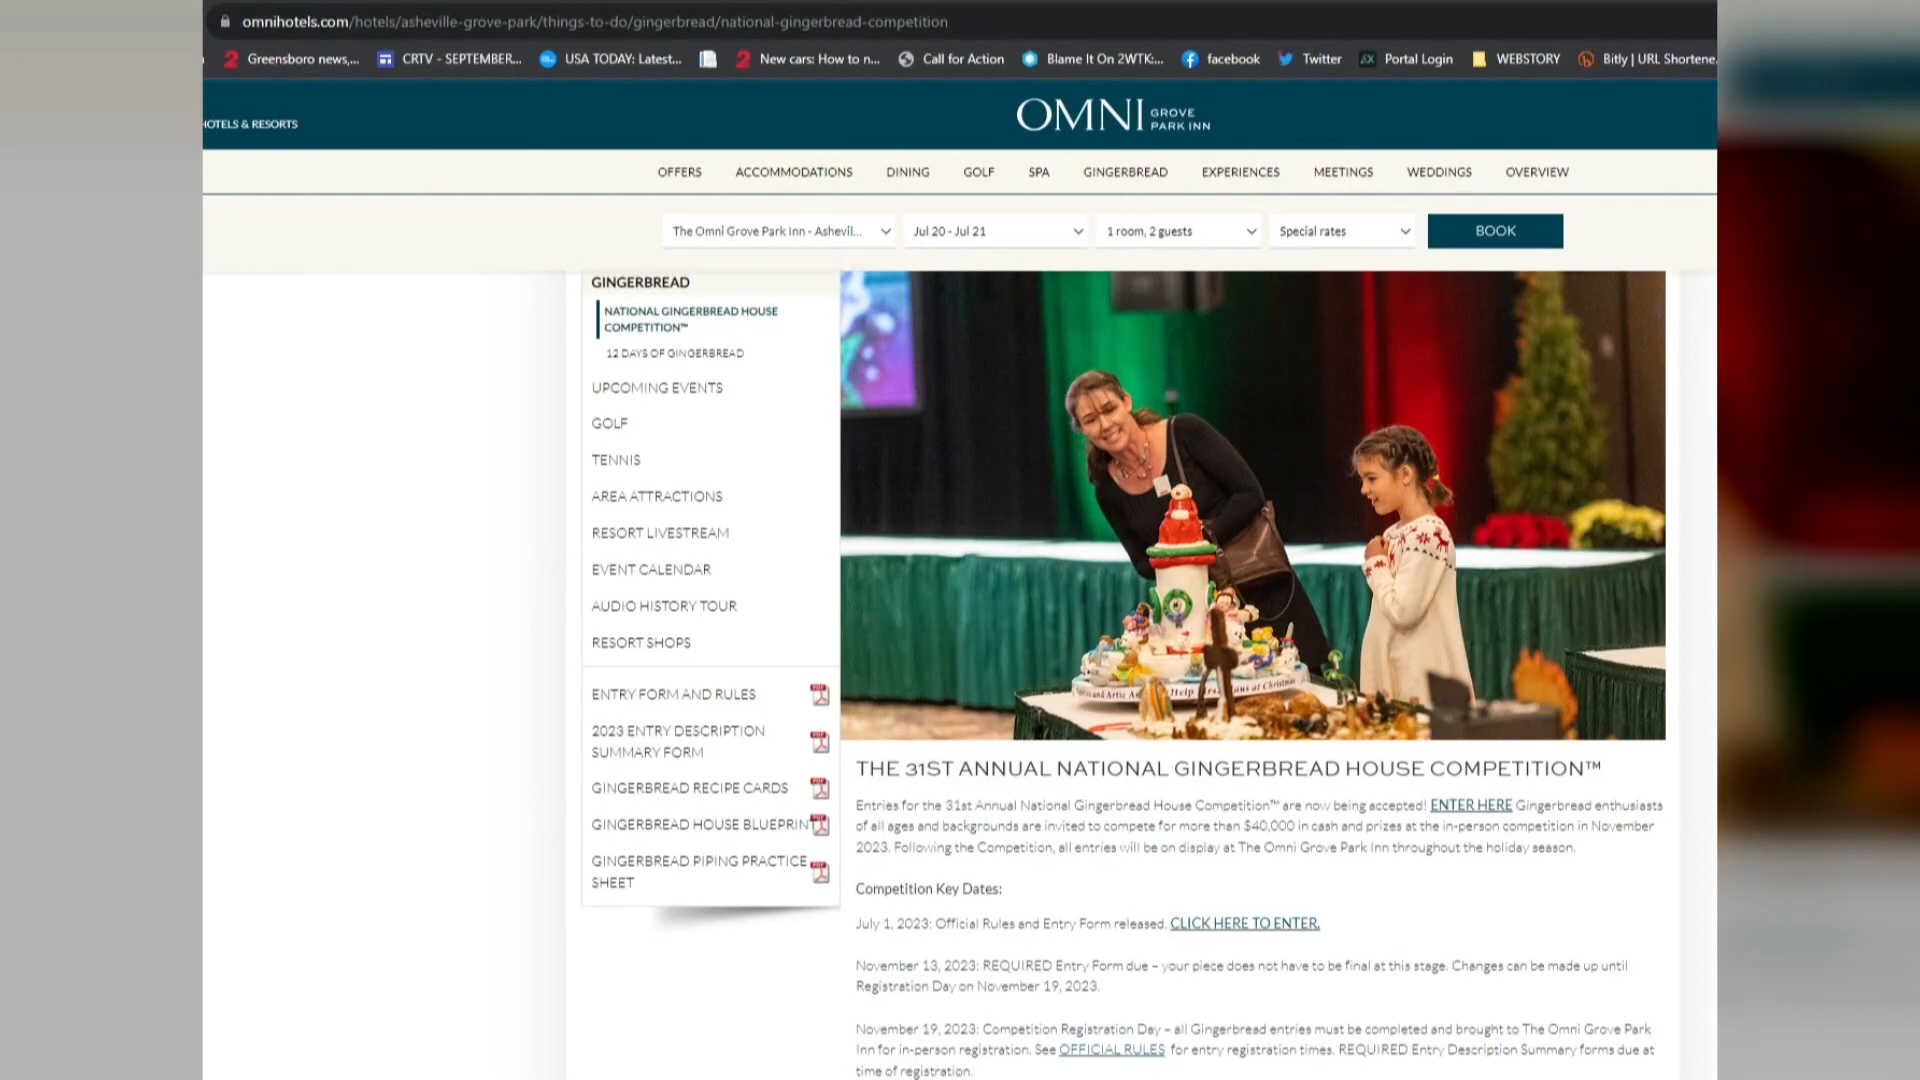 omnihotels.com/hotels/asheville-grove-park/things-to-do/gingerbread/national-gingerbread-competition
2 Greensboro news,... CRTV - SEPTEMBER... USA TODAY: Latest... 2 New cars: How to n... Call for Action Blame It On 2WTK:... facebook Twitter Portal Login WEBSTORY Bitly | URL Shortene.
HOTELS & RESORTS
OMNI GROVE
PARK INN
OFFERS ACCOMMODATIONS DINING GOLF SPA GINGERBREAD EXPERIENCES MEETINGS WEDDINGS OVERVIEW
The Omni Grove Park Inn - Ashevil... Jul 20 - Jul 21 1 room, 2 guests Special rates BOOK
GINGERBREAD
NATIONAL GINGERBREAD HOUSE
COMPETITION™
12 DAYS OF GINGERBREAD
UPCOMING EVENTS
GOLF
TENNIS
AREA ATTRACTIONS
RESORT LIVESTREAM
EVENT CALENDAR
AUDIO HISTORY TOUR
RESORT SHOPS
ENTRY FORM AND RULES
2023 ENTRY DESCRIPTION
SUMMARY FORM
GINGERBREAD RECIPE CARDS
GINGERBREAD HOUSE BLUEPRINT
GINGERBREAD PIPING PRACTICE
SHEET
and Artic Help aus at Christmas
THE 31ST ANNUAL NATIONAL GINGERBREAD HOUSE COMPETITION™
Entries for the 31st Annual National Gingerbread House Competition™ are now being accepted! ENTER HERE Gingerbread enthusiasts
of all ages and backgrounds are invited to compete for more than $40,000 in cash and prizes at the in-person competition in November
2023. Following the Competition, all entries will be on display at The Omni Grove Park Inn throughout the holiday season.
Competition Key Dates:
July 1, 2023: Official Rules and Entry Form released. CLICK HERE TO ENTER.
November 13, 2023: REQUIRED Entry Form due – your piece does not have to be final at this stage. Changes can be made up until
Registration Day on November 19, 2023.
November 19, 2023: Competition Registration Day – all Gingerbread entries must be completed and brought to The Omni Grove Park
Inn for in-person registration. See OFFICIAL RULES for entry registration times. REQUIRED Entry Description Summary forms due at
time of registration.